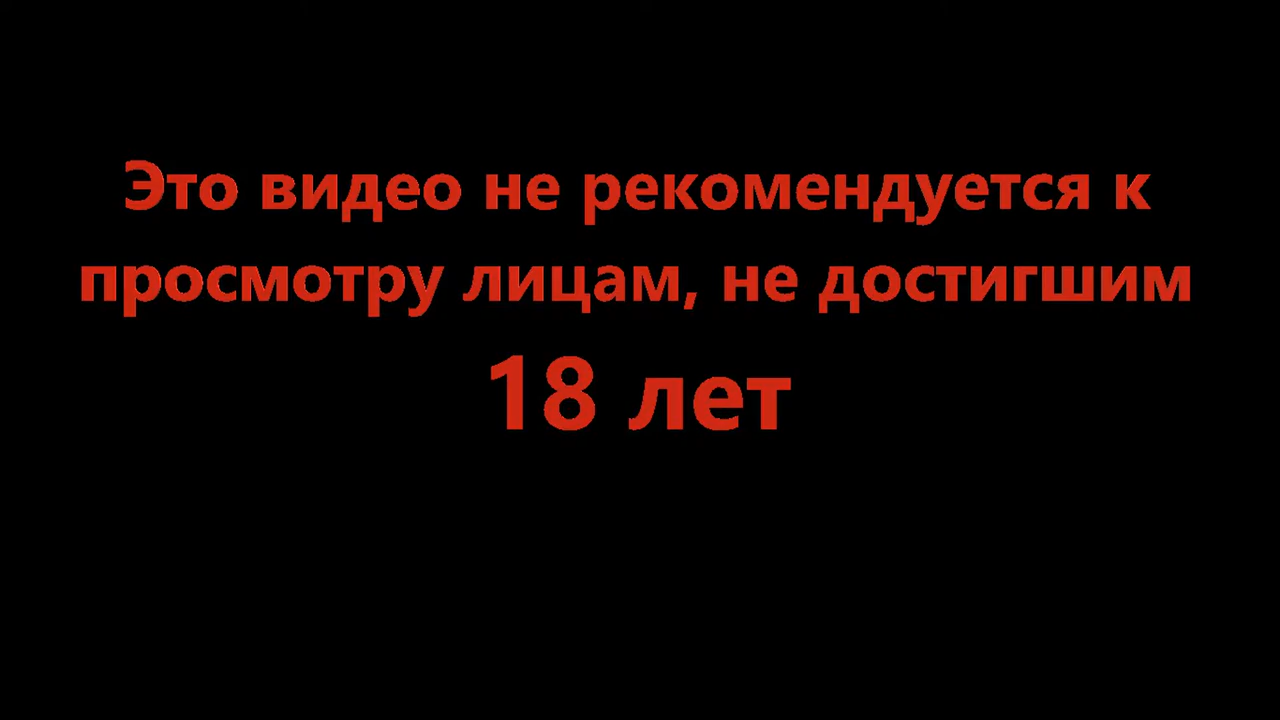 Это видео не рекомендуется к
просмотру лицам, не достигшим
18 лет